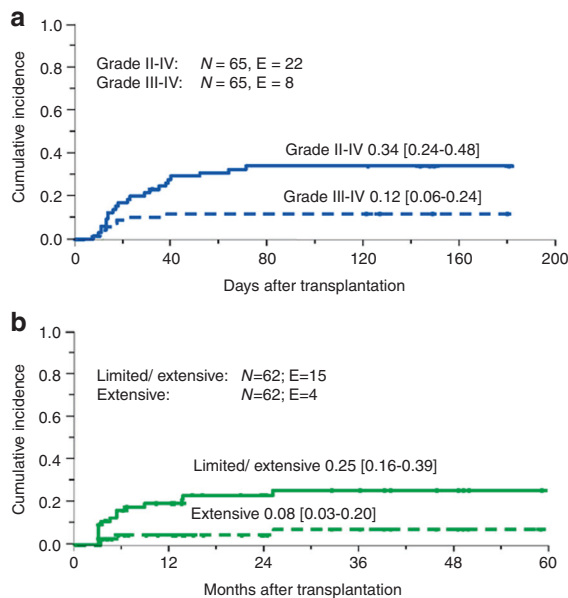 a
1.0
0.8
0.6
0.4
0.2
0.0
Cumulative incidence
Grade II-IV: N = 65, E = 22
Grade III-IV: N = 65, E = 8
Grade II-IV 0.34 [0.24-0.48]
Grade III-IV 0.12 [0.06-0.24]
0 40 80 120 160 200
Days after transplantation
b
1.0
0.8
0.6
0.4
0.2
0.0
Cumulative incidence
Limited/ extensive: N=62; E=15
Extensive: N=62; E=4
Limited/ extensive 0.25 [0.16-0.39]
Extensive 0.08 [0.03-0.20]
0 12 24 36 48 60
Months after transplantation